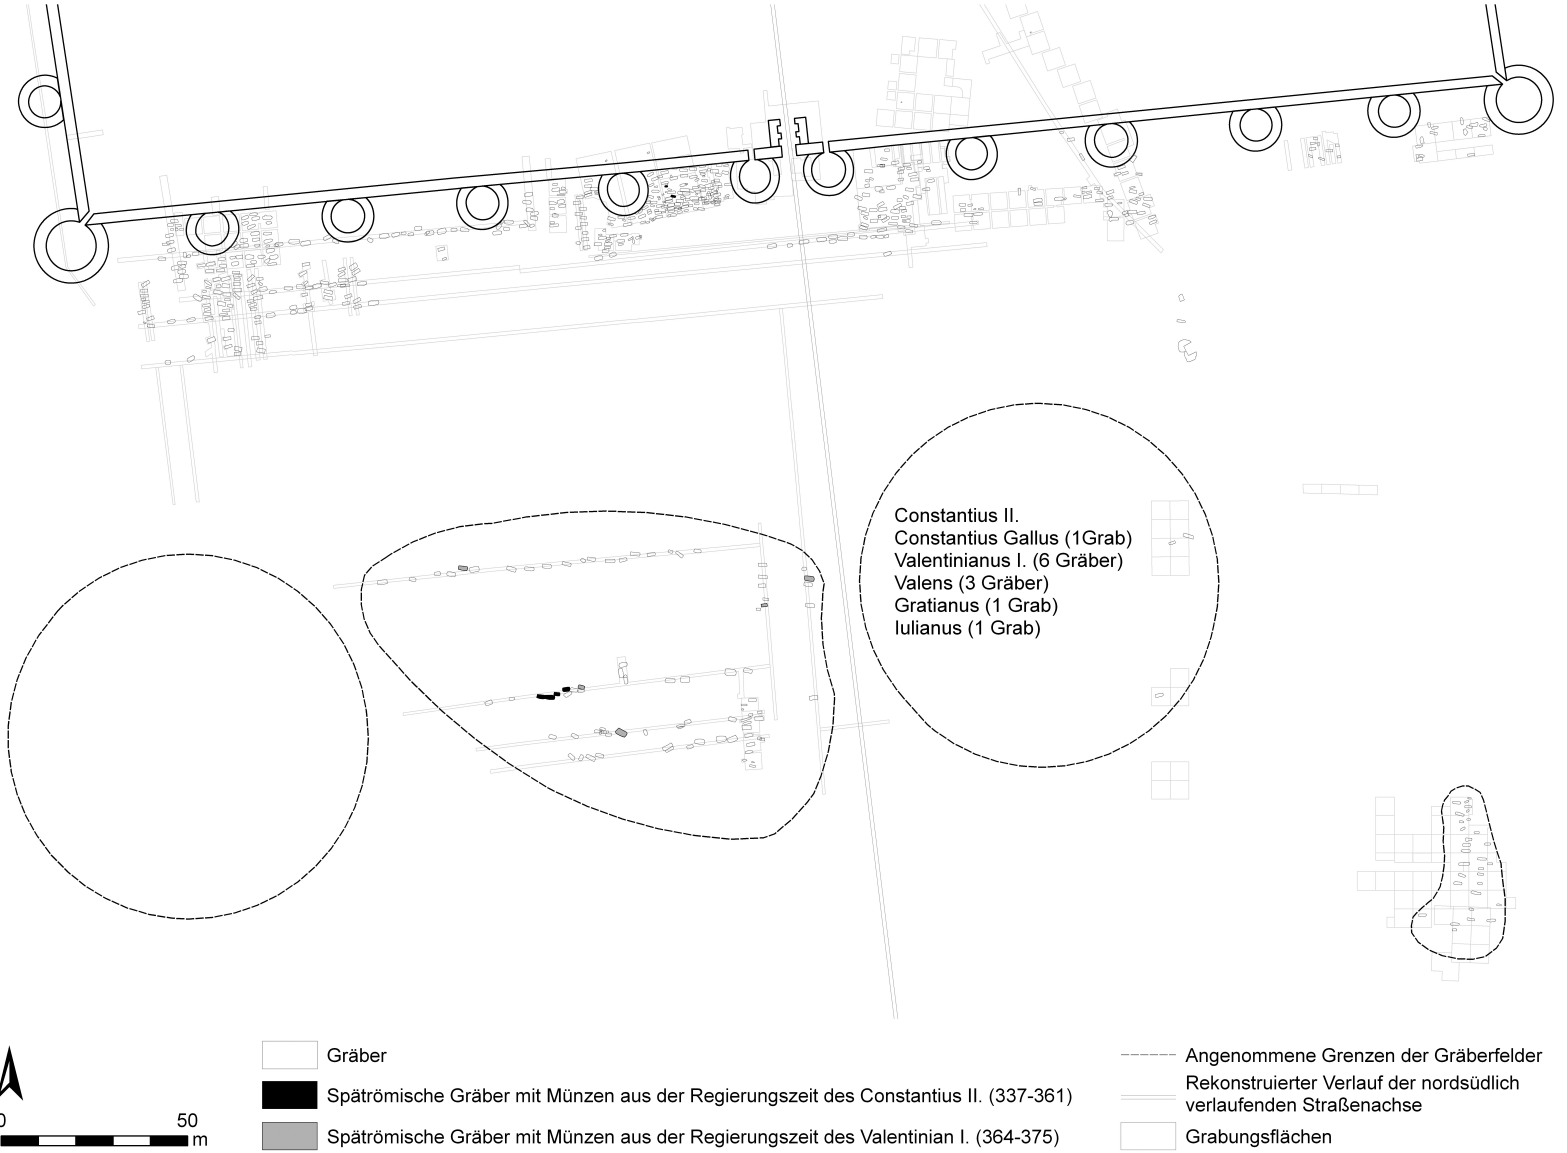 Constantius II.
Constantius Gallus (1Grab)
Valentinianus I. (6 Gräber)
Valens (3 Gräber)
Gratianus (1 Grab)
Iulianus (1 Grab)
Gräber
Spätrömische Gräber mit Münzen aus der Regierungszeit des Constantius II. (337-361)
Spätrömische Gräber mit Münzen aus der Regierungszeit des Valentinian I. (364-375)
Angenommene Grenzen der Gräberfelder
Rekonstruierter Verlauf der nordsüdlich
verlaufenden Straßenachse
Grabungsflächen
0 50
m